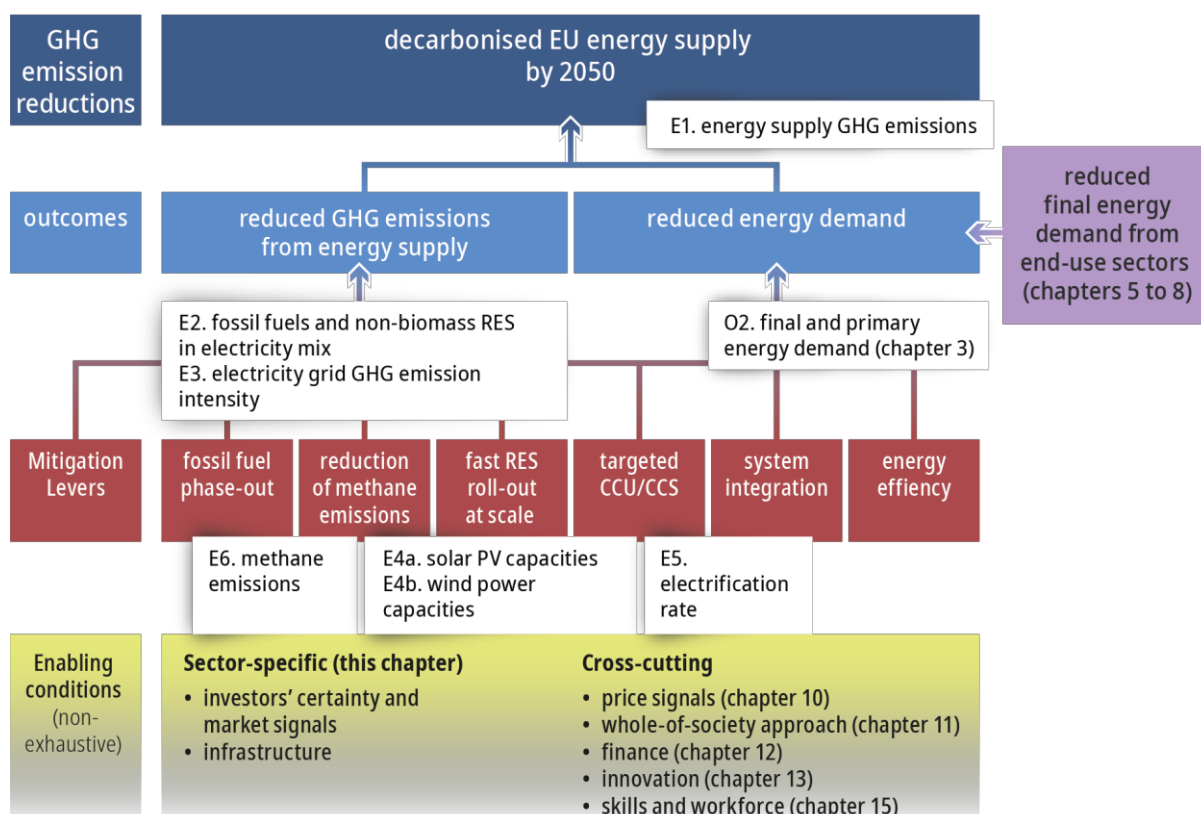 GHG
emission
reductions
decarbonised EU energy supply
by 2050
E1. energy supply GHG emissions
outcomes
reduced GHG emissions
from energy supply
reduced energy demand
reduced
final energy
demand from
end-use sectors
(chapters 5 to 8)
E2. fossil fuels and non-biomass RES
in electricity mix
E3. electricity grid GHG emission
intensity
O2. final and primary
energy demand (chapter 3)
Mitigation
Levers
fossil fuel
phase-out
reduction
of methane
emissions
fast RES
roll-out
at scale
targeted
CCU/CCS
system
integration
energy
effiency
E6. methane
emissions
E4a. solar PV capacities
E4b. wind power
capacities
E5.
electrification
rate
Enabling
conditions
(non-
exhaustive)
Sector-specific (this chapter)
• investors’ certainty and
market signals
• infrastructure
Cross-cutting
• price signals (chapter 10)
• whole-of-society approach (chapter 11)
• finance (chapter 12)
• innovation (chapter 13)
• skills and workforce (chapter 15)